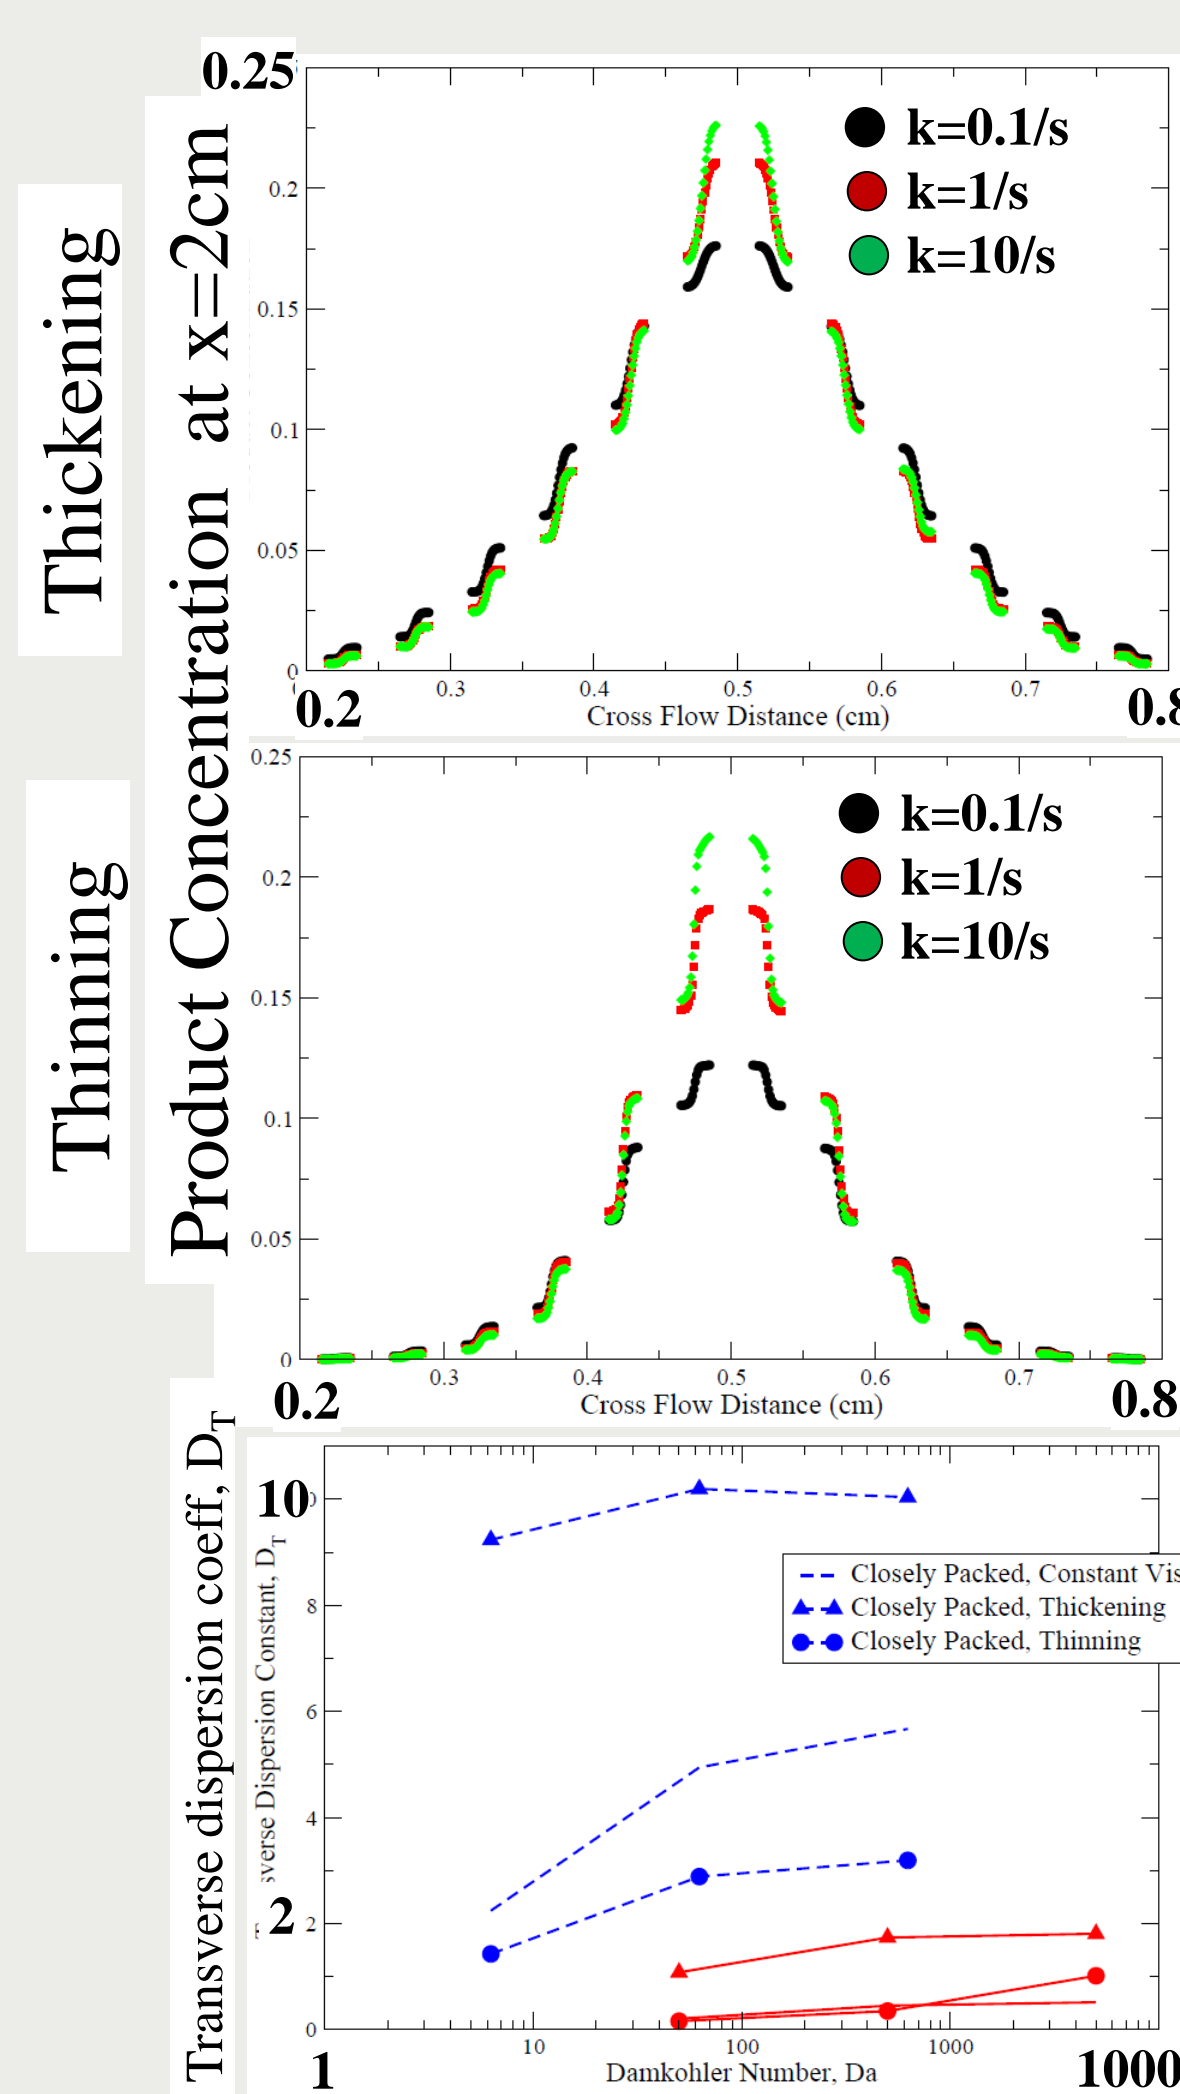 Thickening
Thinning
Product Concentration at x=2cm
Transverse dispersion coeff, D_T
0.25
0.2
0.15
0.1
0.05
0
k=0.1/s
k=1/s
k=10/s
0.2
0.3
0.4
0.5
0.6
0.7
Cross Flow Distance (cm)
0.25
0.2
0.15
0.1
0.05
0
k=0.1/s
k=1/s
k=10/s
0.2
0.3
0.4
0.5
0.6
0.7
0.8
Cross Flow Distance (cm)
10
8
6
4
2
2
0
Dispersion Constant, D_T
Closely Packed, Constant Vis
Closely Packed, Thickening
Closely Packed, Thinning
1
10
100
1000
1000
Damkohler Number, Da